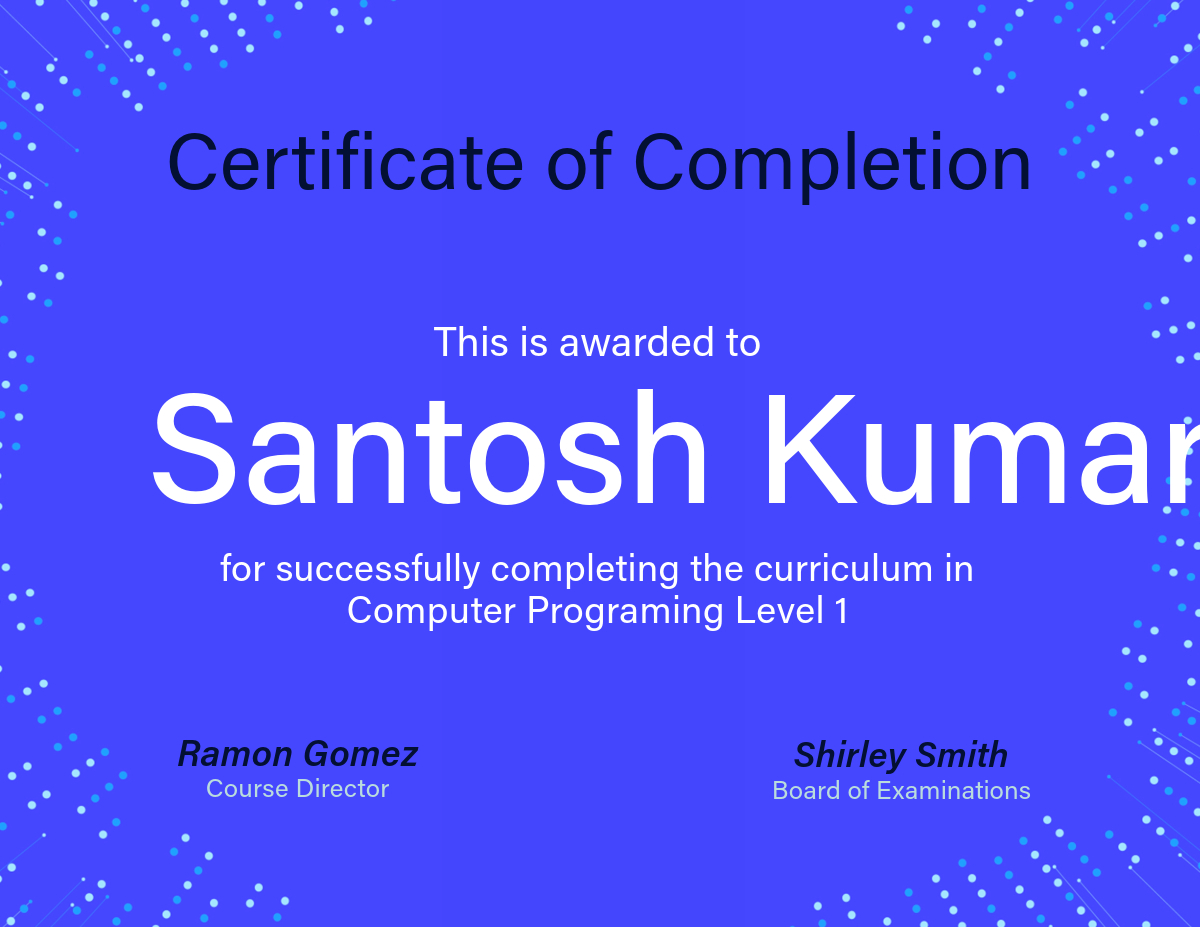 Certificate of Completion
This is awarded to
Santosh Kumar
for successfully completing the curriculum in
Computer Programing Level 1
Ramon Gomez
Course Director
Shirley Smith
Board of Examinations